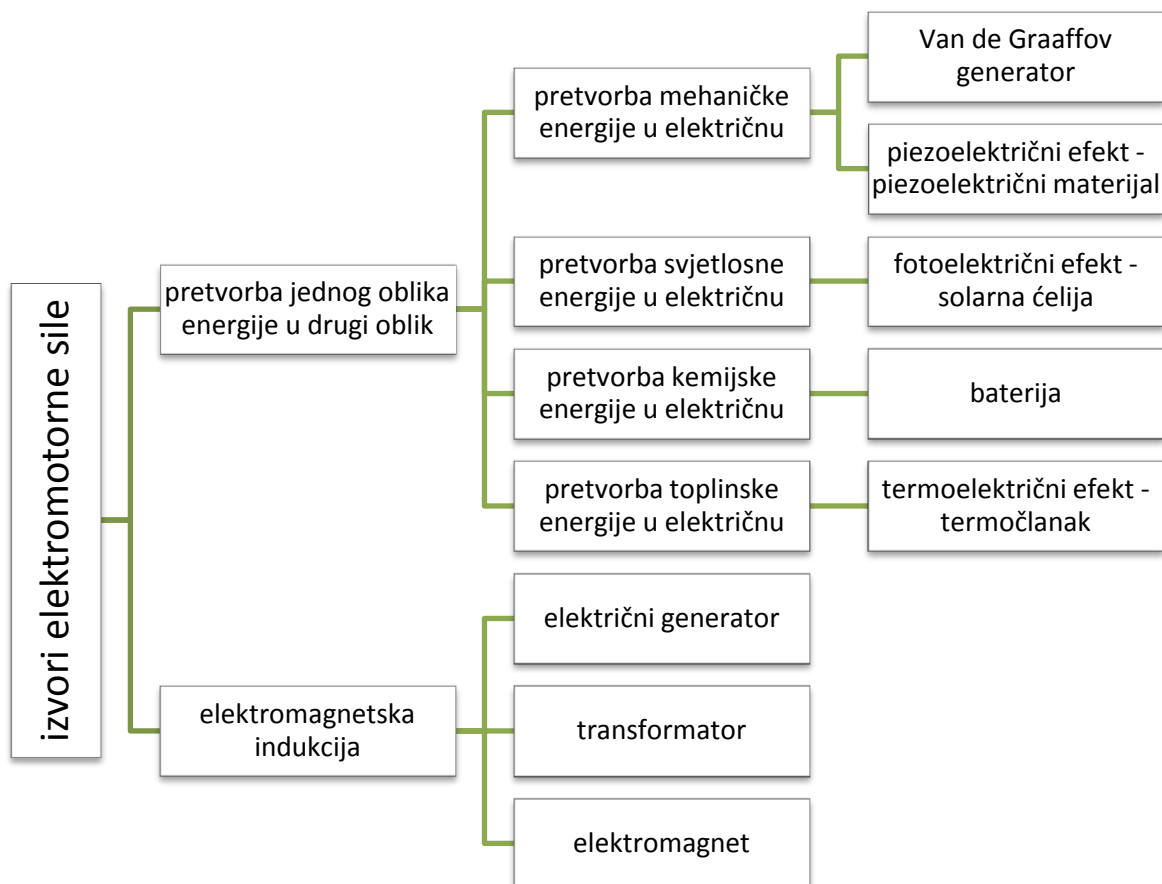 izvori elektromotorne sile
pretvorba jednog oblika
energije u drugi oblik
pretvorba mehaničke
energije u električnu
Van de Graaffov
generator
piezoelektrični efekt -
piezoelektrični materijal
pretvorba svjetlosne
energije u električnu
fotoelektrični efekt -
solarna ćelija
pretvorba kemijske
energije u električnu
baterija
pretvorba toplinske
energije u električnu
termoelektrični efekt -
termočlanak
elektromagnetska
indukcija
električni generator
transformator
elektromagnet